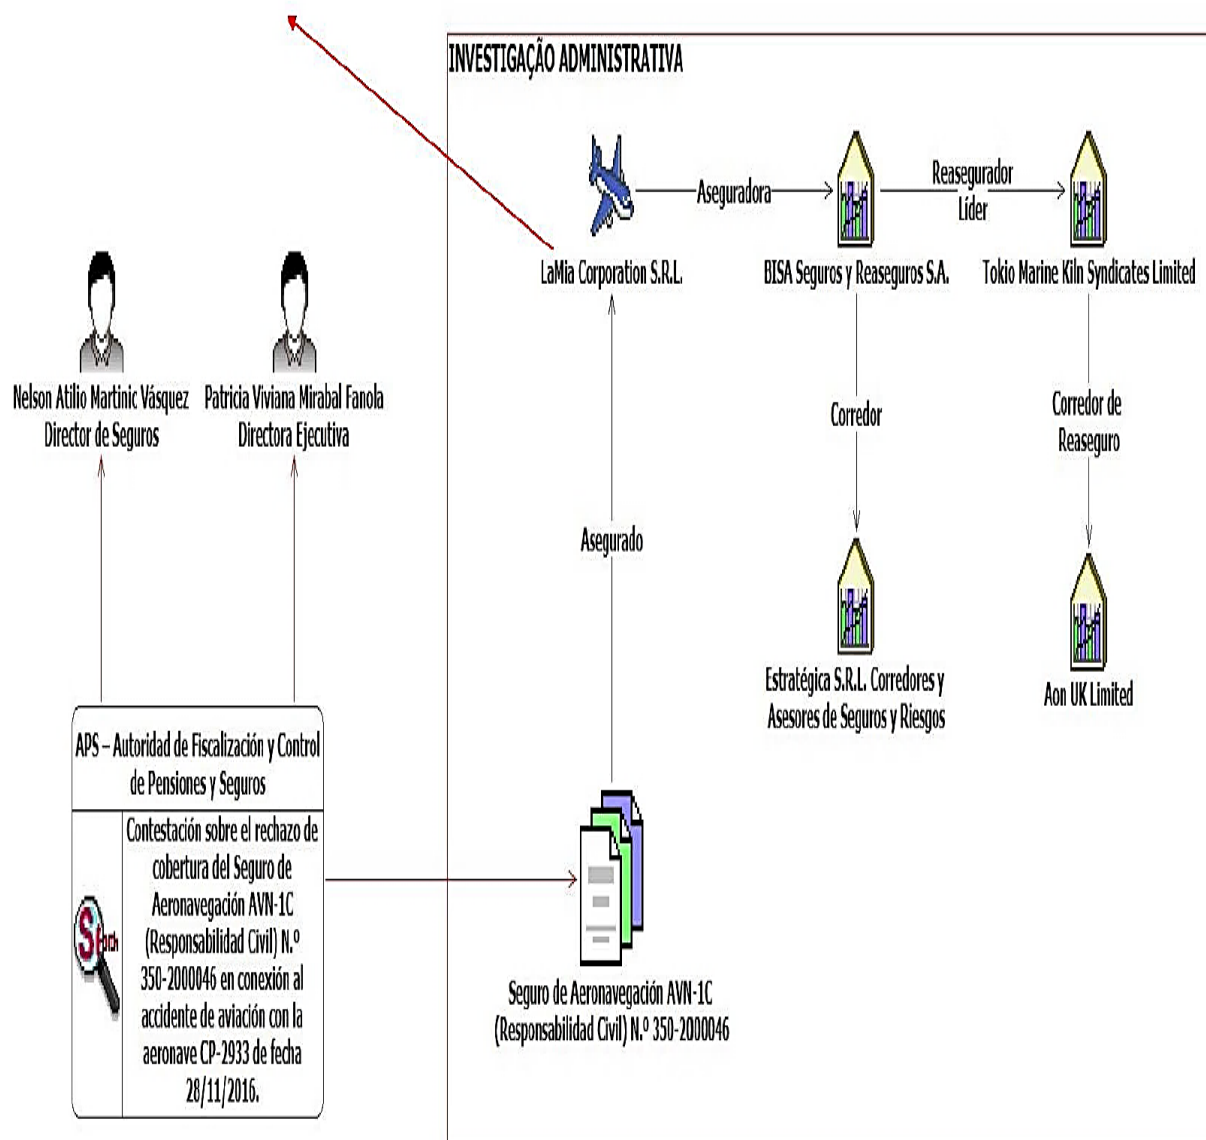 INVESTIGAÇÃO ADMINISTRATIVA
Aseguradora
Reasegurador
Líder
LaMia Corporation S.R.L.
BISA Seguros y Reaseguros S.A.
Tokio Marine Kiln Syndicates Limited
Nelson Atilio Martinic Vásquez
Director de Seguros
Patricia Viviana Mirabal Fanola
Directora Ejecutiva
Corredor
Corredor de
Reaseguro
Asegurado
Estratégica S.R.L. Corredores y
Asesores de Seguros y Riesgos
Aon UK Limited
APS – Autoridad de Fiscalización y Control
de Pensiones y Seguros
Contestación sobre el rechazo de
cobertura del Seguro de
Aeronavegación AVN-1C
(Responsabilidad Civil) N.º
350-2000046 en conexión al
accidente de aviación con la
aeronave CP-2933 de fecha
28/11/2016.
Seguro de Aeronavegación AVN-1C
(Responsabilidad Civil) N.º 350-2000046